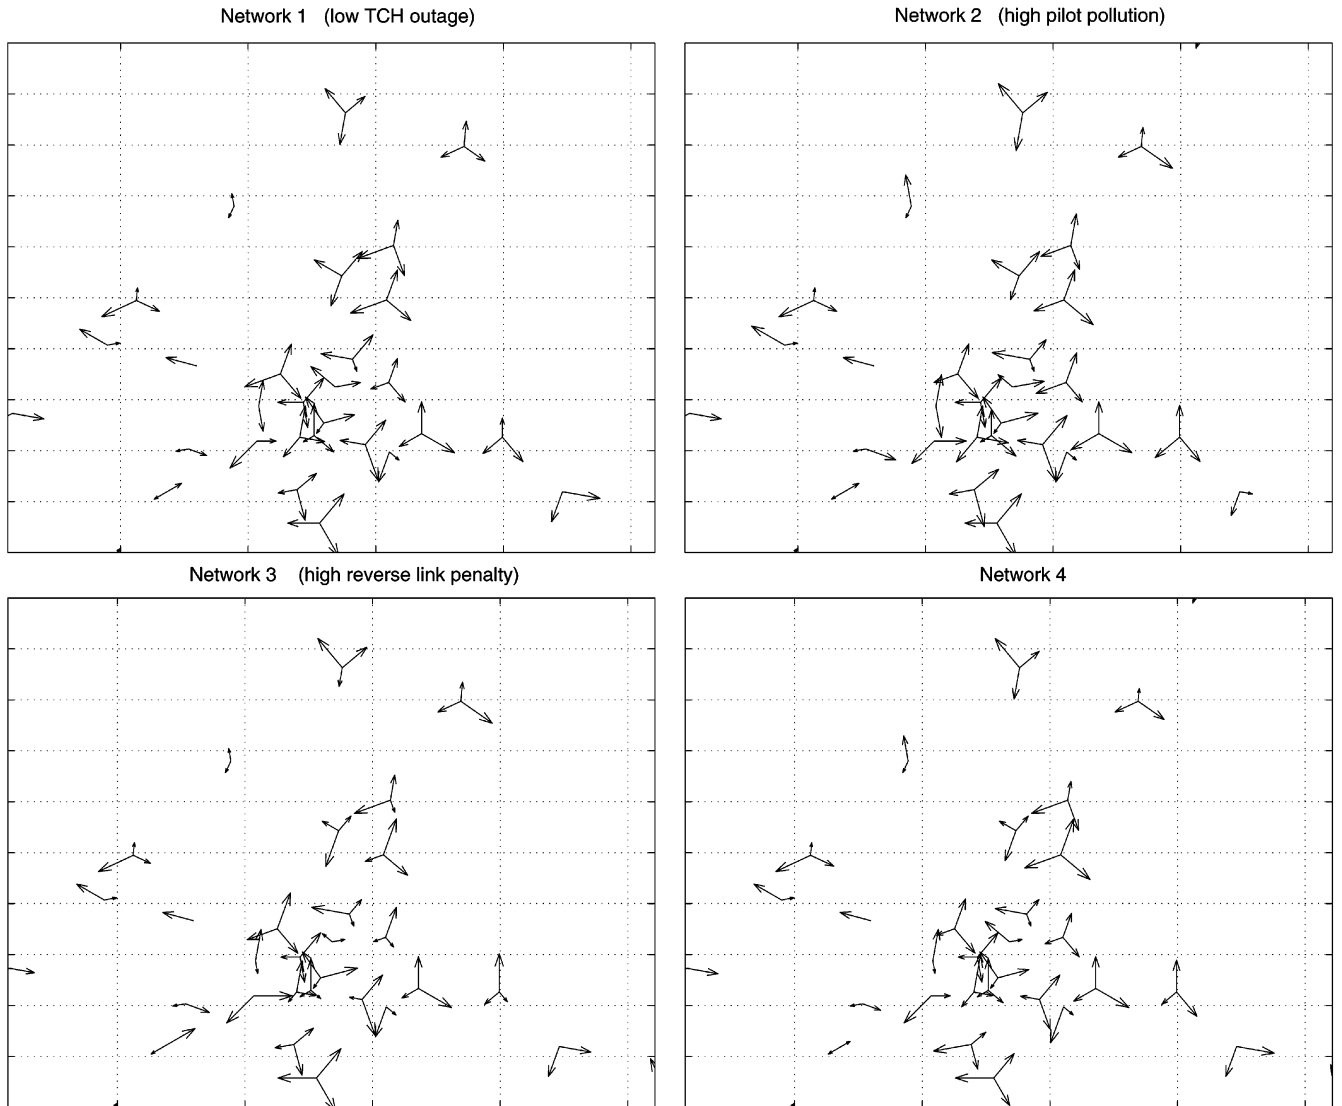 Network 1 (low TCH outage)
Network 2 (high pilot pollution)
Network 3 (high reverse link penalty)
Network 4